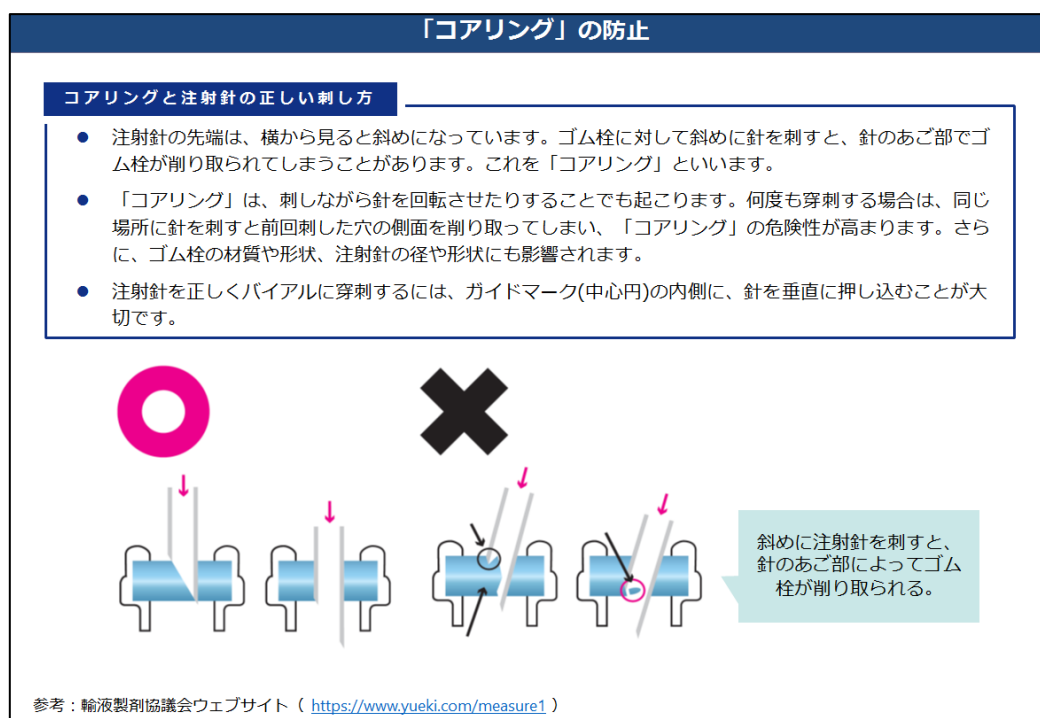 「コアリング」の防止
コアリングと注射針の正しい刺し方
● 注射針の先端は、横から見ると斜めになっています。ゴム栓に対して斜めに針を刺すと、針のあご部でゴ
ム栓が削り取られてしまうことがあります。これを「コアリング」といいます。
● 「コアリング」は、刺しながら針を回転させたりすることでも起こります。何度も穿刺する場合は、同じ
場所に針を刺すと前回刺した穴の側面を削り取ってしまい、「コアリング」の危険性が高まります。さら
に、ゴム栓の材質や形状、注射針の径や形状にも影響されます。
● 注射針を正しくバイアルに穿刺するには、ガイドマーク(中心円)の内側に、針を垂直に押し込むことが大
切です。
斜めに注射針を刺すと、
針のあご部によってゴム
栓が削り取られる。
参考：輸液製剤協議会ウェブサイト（ https://www.yueki.com/measure1 ）